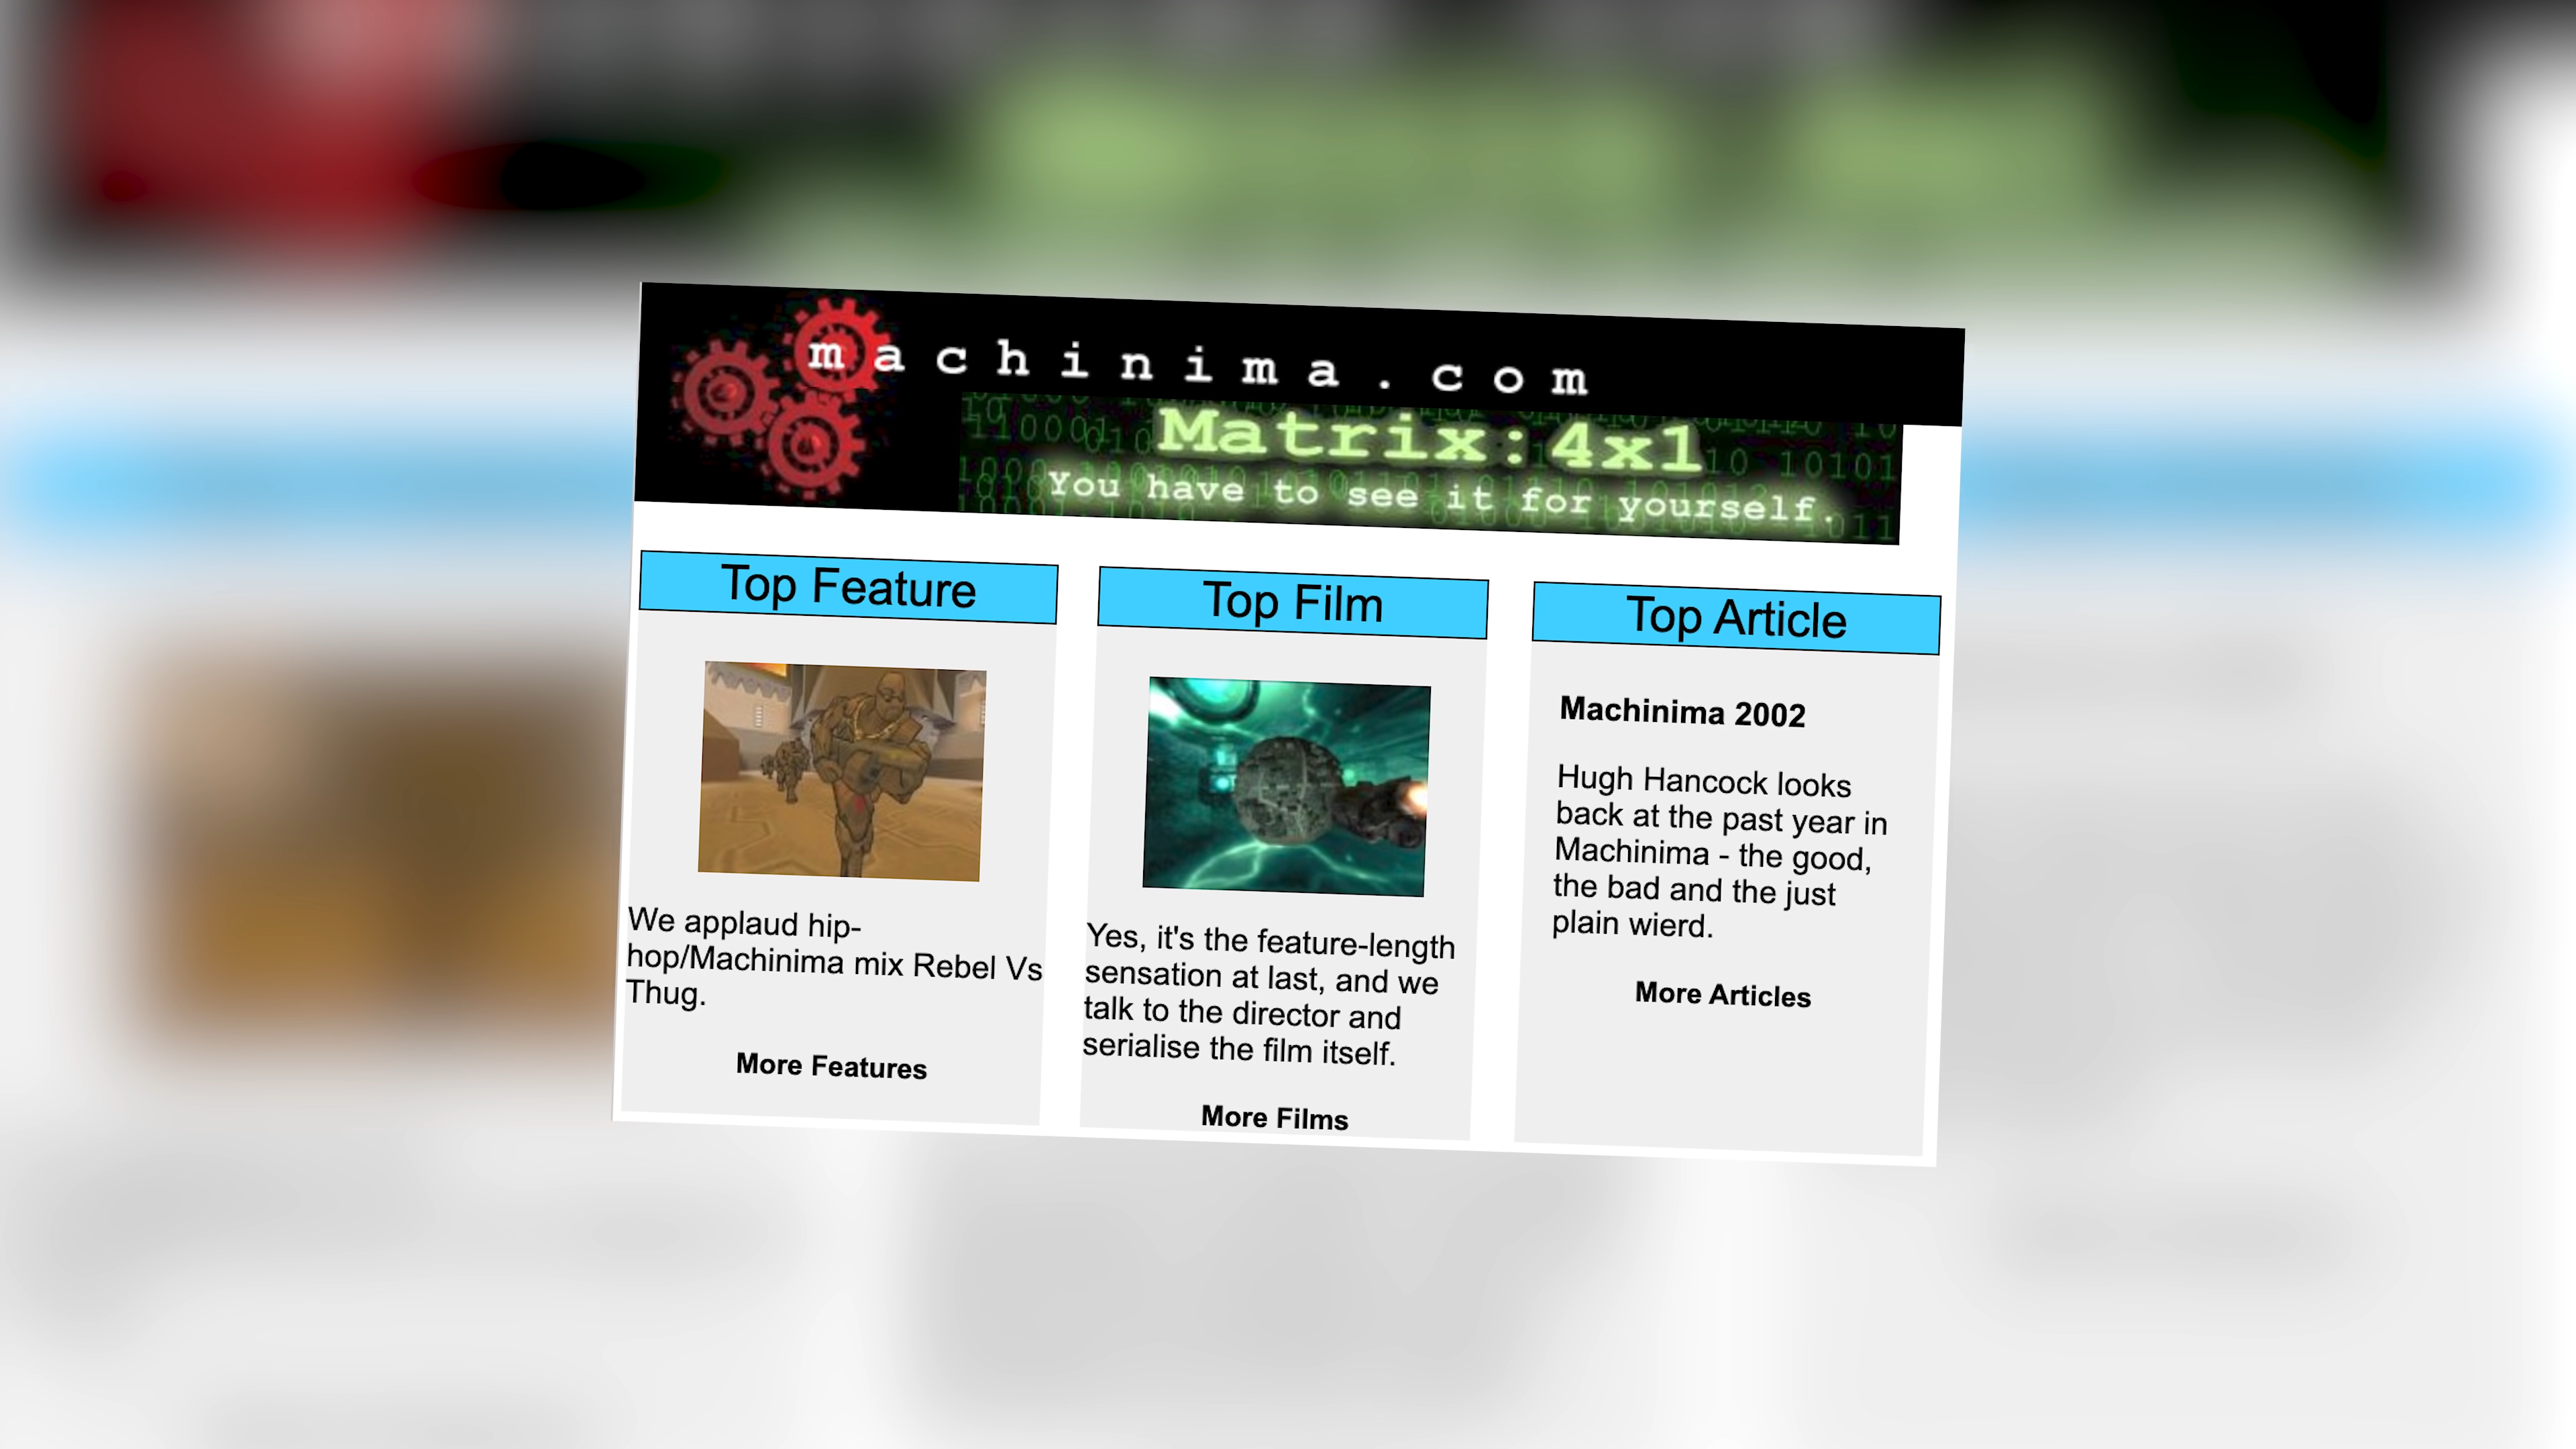 machinima.com
Matrix:4x1
You have to see it for yourself.
Top Feature
We applaud hip-
hop/Machinima mix Rebel Vs
Thug.
More Features
Top Film
Yes, it's the feature-length
sensation at last, and we
talk to the director and
serialise the film itself.
More Films
Top Article
Machinima 2002
Hugh Hancock looks
back at the past year in
Machinima - the good,
the bad and the just
plain wierd.
More Articles